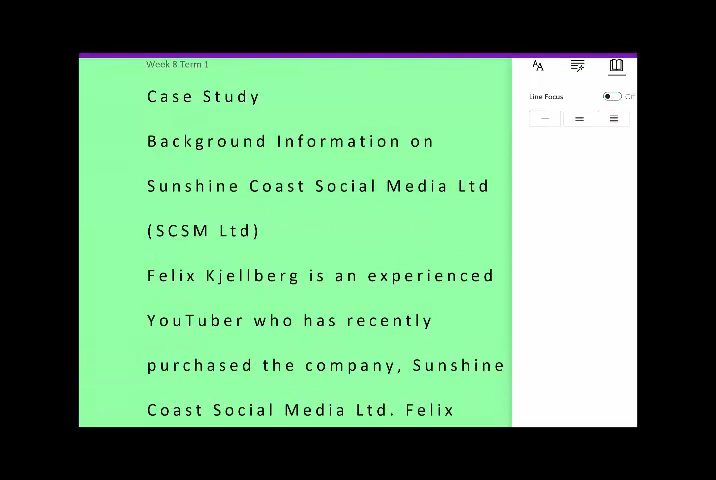 Week 8 Term 1
Case Study
Background Information on
Sunshine Coast Social Media Ltd
(SCSM Ltd)
Felix Kjellberg is an experienced
YouTuber who has recently
purchased the company, Sunshine
Coast Social Media Ltd. Felix
AA
Line Focus